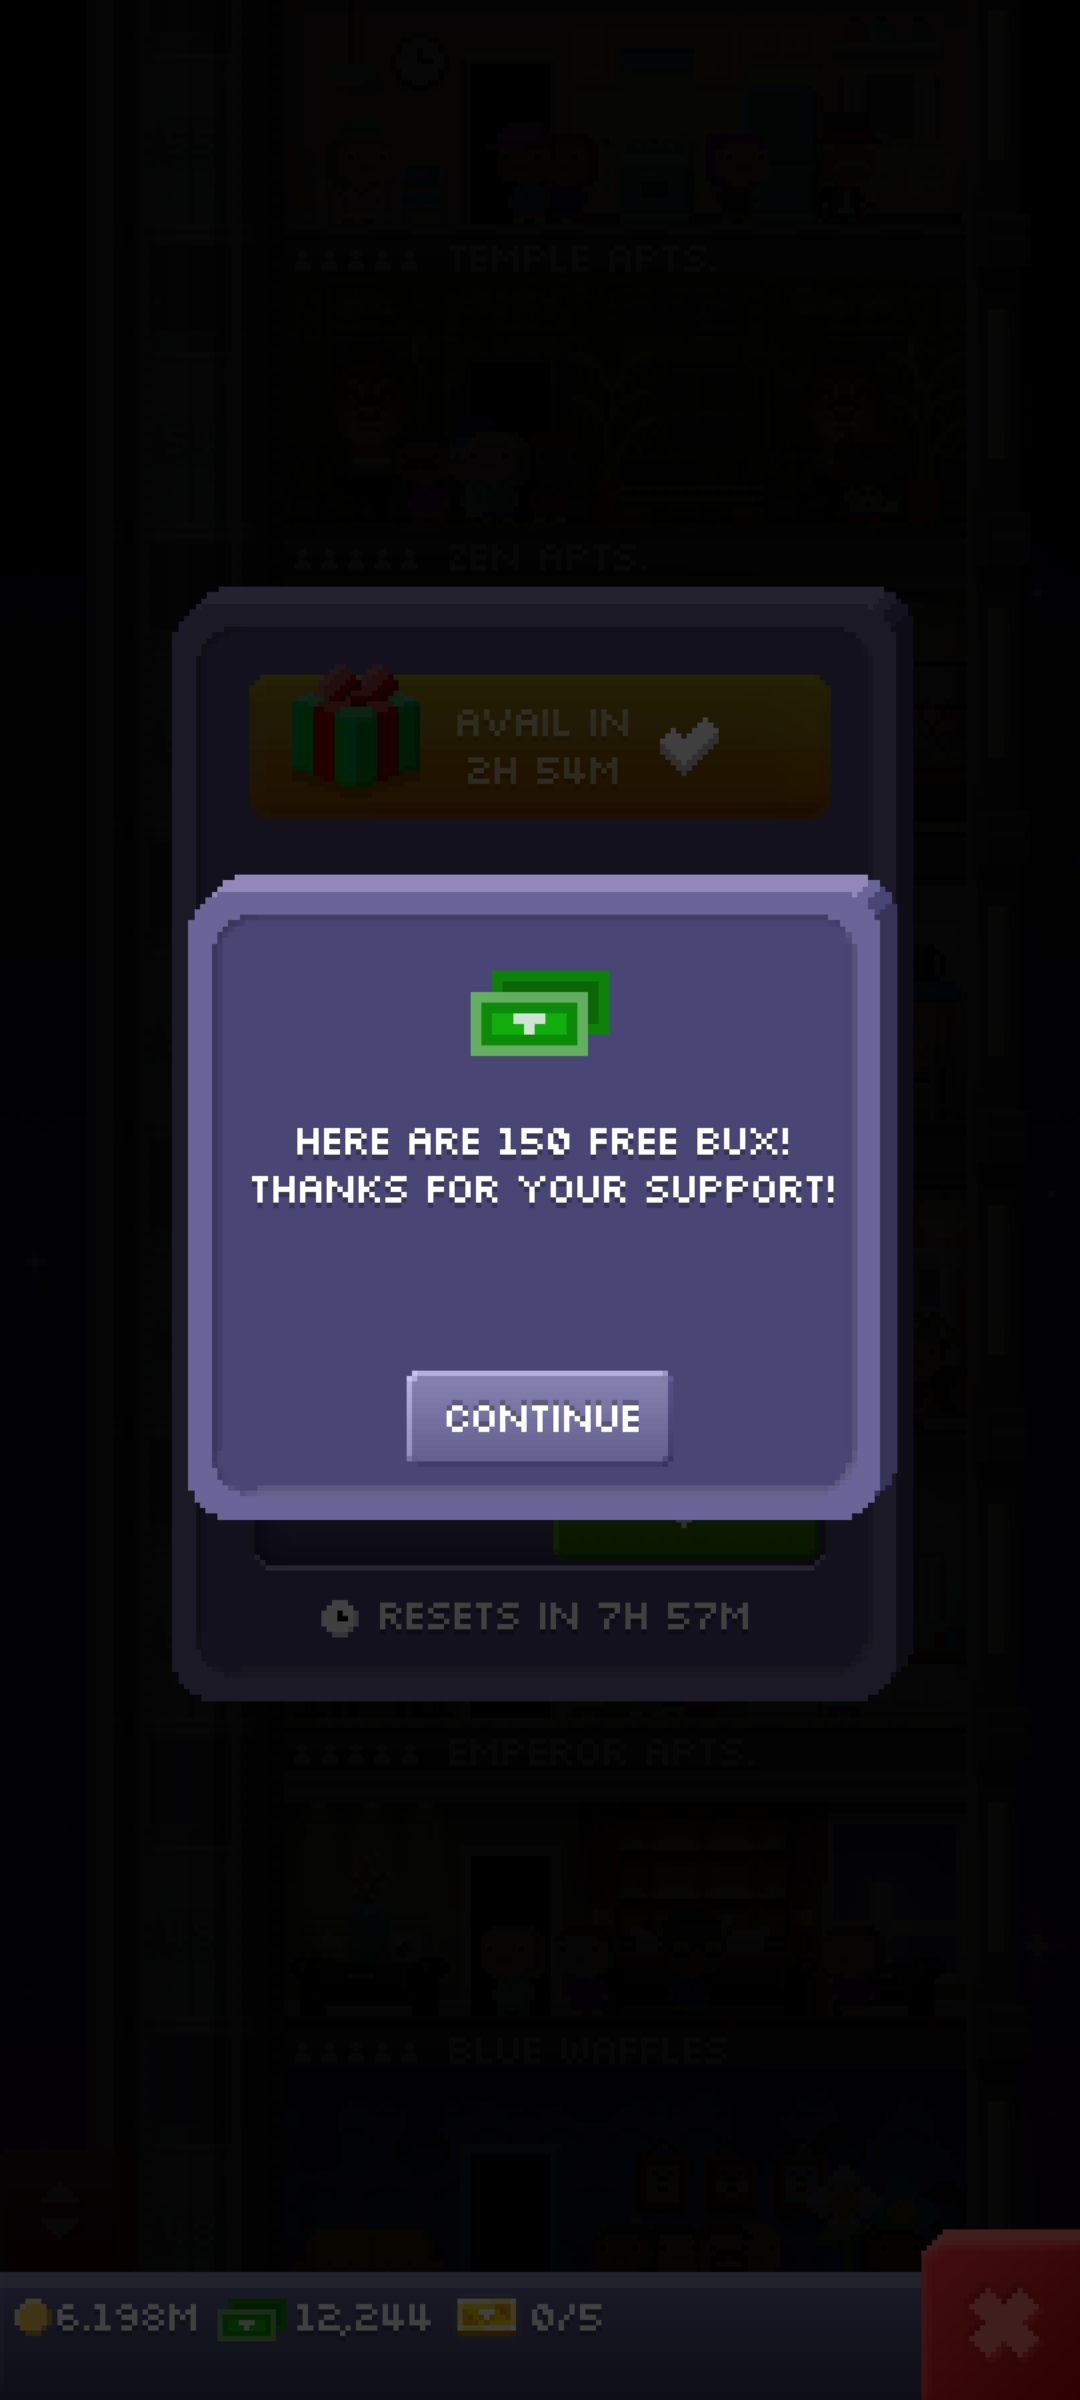 TEMPLE APTS.
ZEN APTS.
AVAIL IN
2H 54M
HERE ARE 150 FREE BUX!
THANKS FOR YOUR SUPPORT!
CONTINUE
RESETS IN 7H 57M
EMPEROR APTS.
BLUE WAFFLES
6.198M 12,244 0/5